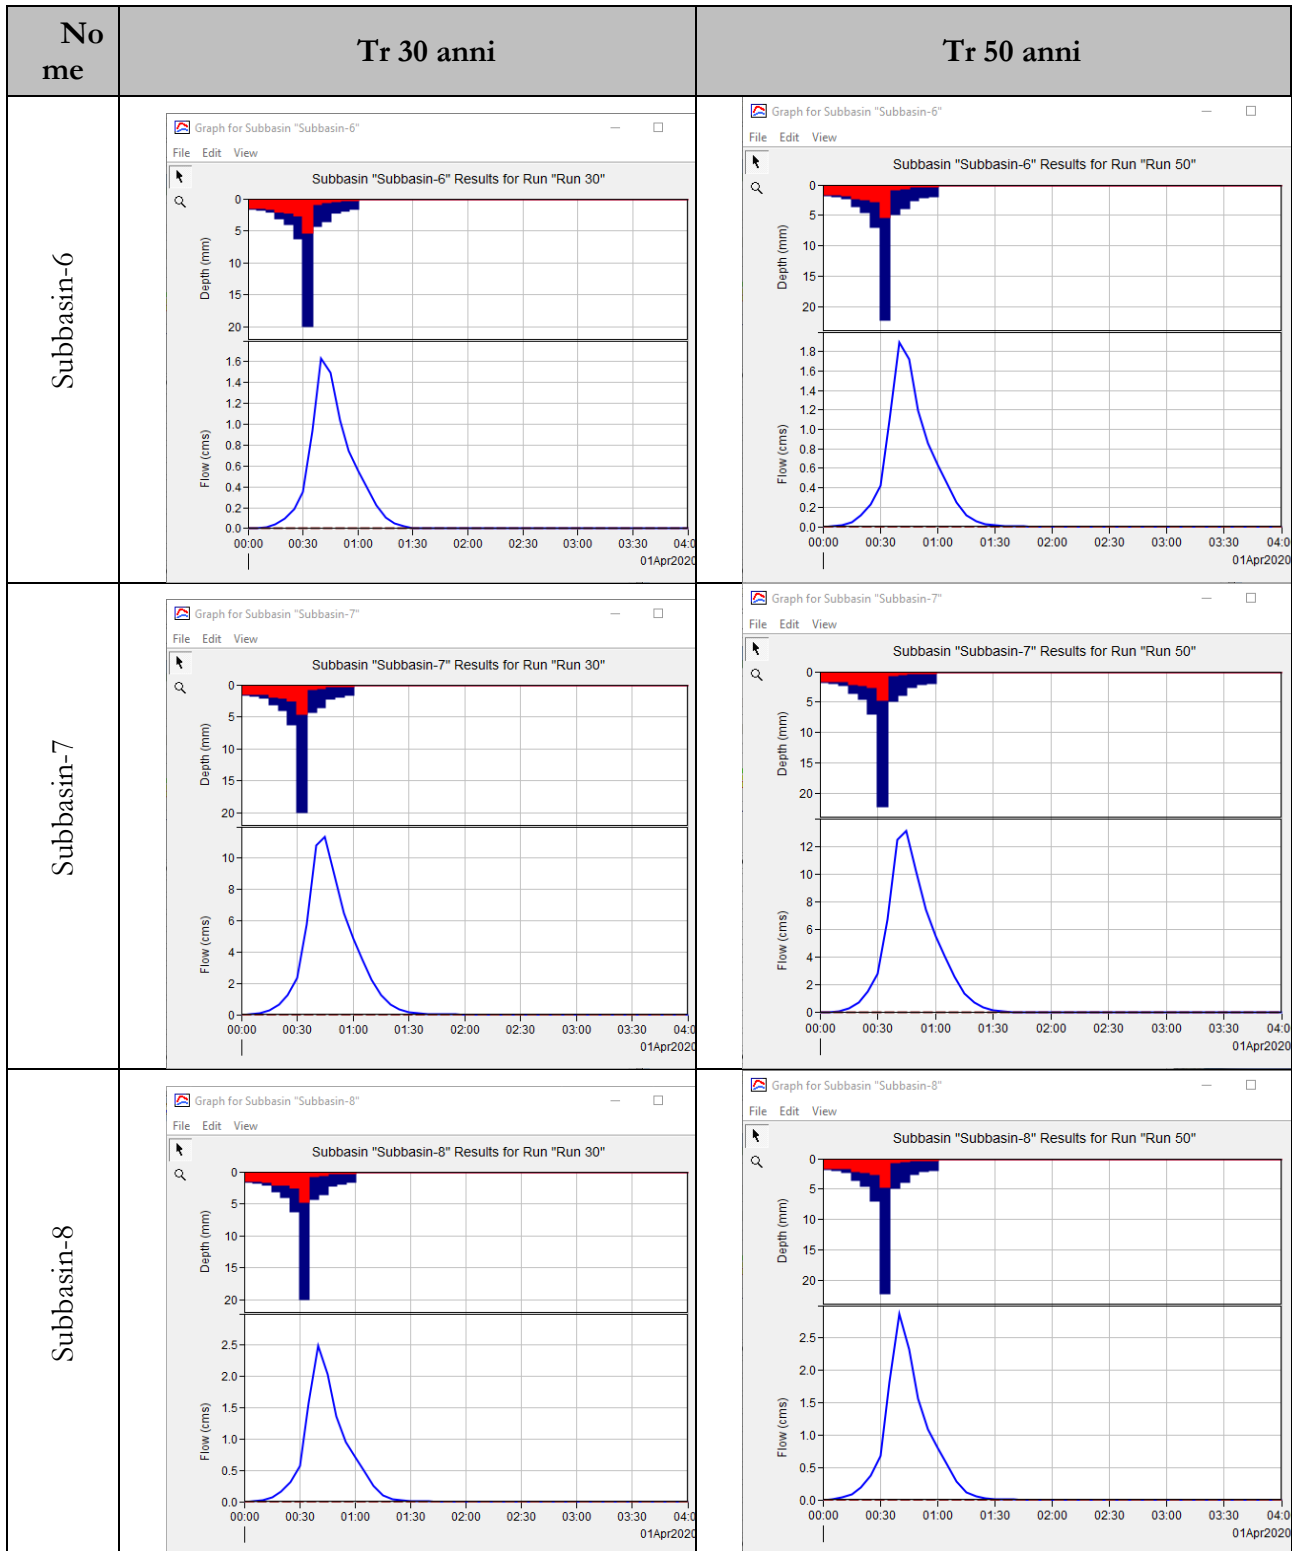 No
me
Tr 30 anni
Tr 50 anni
Subbasin-6
Graph for Subbasin "Subbasin-6"
File Edit View
Subbasin "Subbasin-6" Results for Run "Run 30"
Depth (mm)
0
5
10
15
20
Flow (cms)
1.6
1.4
1.2
1.0
0.8
0.6
0.4
0.2
0.0
00:00 00:30 01:00 01:30 02:00 02:30 03:00 03:30 04:0
01Apr2020
Graph for Subbasin "Subbasin-6"
File Edit View
Subbasin "Subbasin-6" Results for Run "Run 50"
Depth (mm)
0
5
10
15
20
Flow (cms)
1.8
1.6
1.4
1.2
1.0
0.8
0.6
0.4
0.2
0.0
00:00 00:30 01:00 01:30 02:00 02:30 03:00 03:30 04:0
01Apr2020
Subbasin-7
Graph for Subbasin "Subbasin-7"
File Edit View
Subbasin "Subbasin-7" Results for Run "Run 30"
Depth (mm)
0
5
10
15
20
Flow (cms)
10
8
6
4
2
0
00:00 00:30 01:00 01:30 02:00 02:30 03:00 03:30 04:0
01Apr2020
Graph for Subbasin "Subbasin-7"
File Edit View
Subbasin "Subbasin-7" Results for Run "Run 50"
Depth (mm)
0
5
10
15
20
Flow (cms)
12
10
8
6
4
2
0
00:00 00:30 01:00 01:30 02:00 02:30 03:00 03:30 04:0
01Apr2020
Subbasin-8
Graph for Subbasin "Subbasin-8"
File Edit View
Subbasin "Subbasin-8" Results for Run "Run 30"
Depth (mm)
0
5
10
15
20
Flow (cms)
2.5
2.0
1.5
1.0
0.5
0.0
00:00 00:30 01:00 01:30 02:00 02:30 03:00 03:30 04:0
01Apr2020
Graph for Subbasin "Subbasin-8"
File Edit View
Subbasin "Subbasin-8" Results for Run "Run 50"
Depth (mm)
0
5
10
15
20
Flow (cms)
2.5
2.0
1.5
1.0
0.5
0.0
00:00 00:30 01:00 01:30 02:00 02:30 03:00 03:30 04:0
01Apr2020